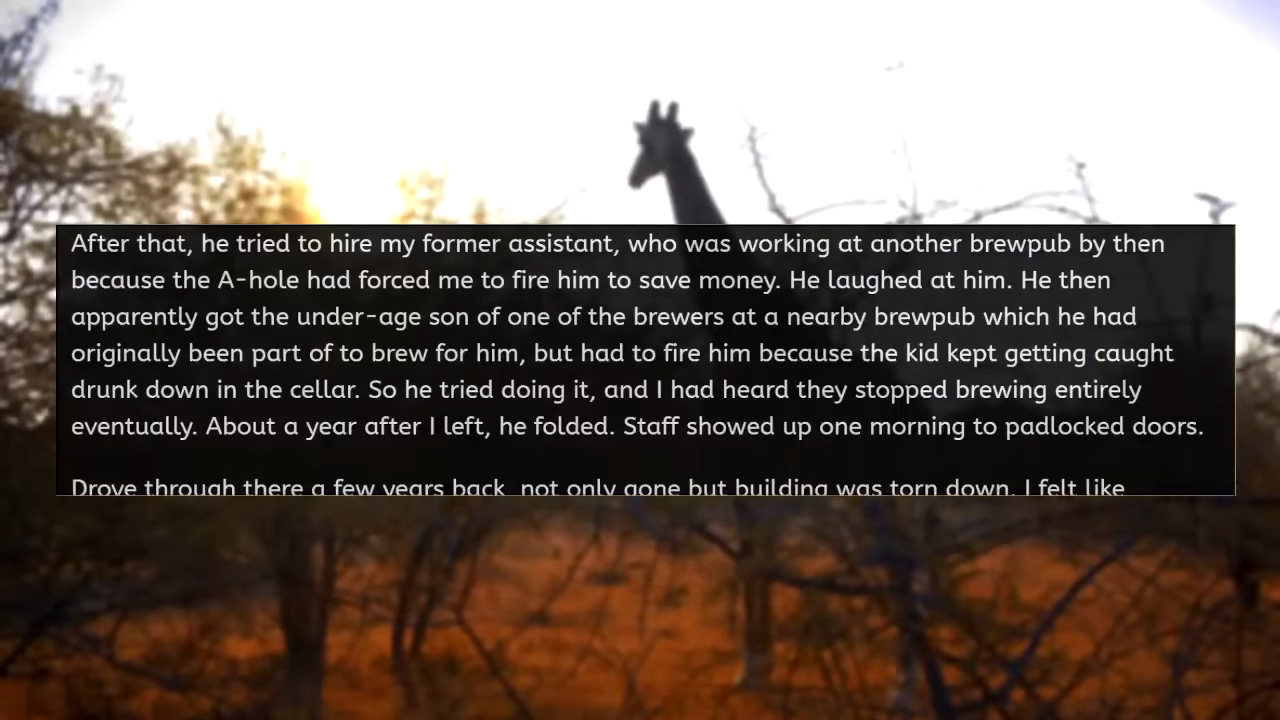 After that, he tried to hire my former assistant, who was working at another brewpub by then
because the A-hole had forced me to fire him to save money. He laughed at him. He then
apparently got the under-age son of one of the brewers at a nearby brewpub which he had
originally been part of to brew for him, but had to fire him because the kid kept getting caught
drunk down in the cellar. So he tried doing it, and I had heard they stopped brewing entirely
eventually. About a year after I left, he folded. Staff showed up one morning to padlocked doors.
Drove through there a few years back, not only gone but building was torn down. I felt like